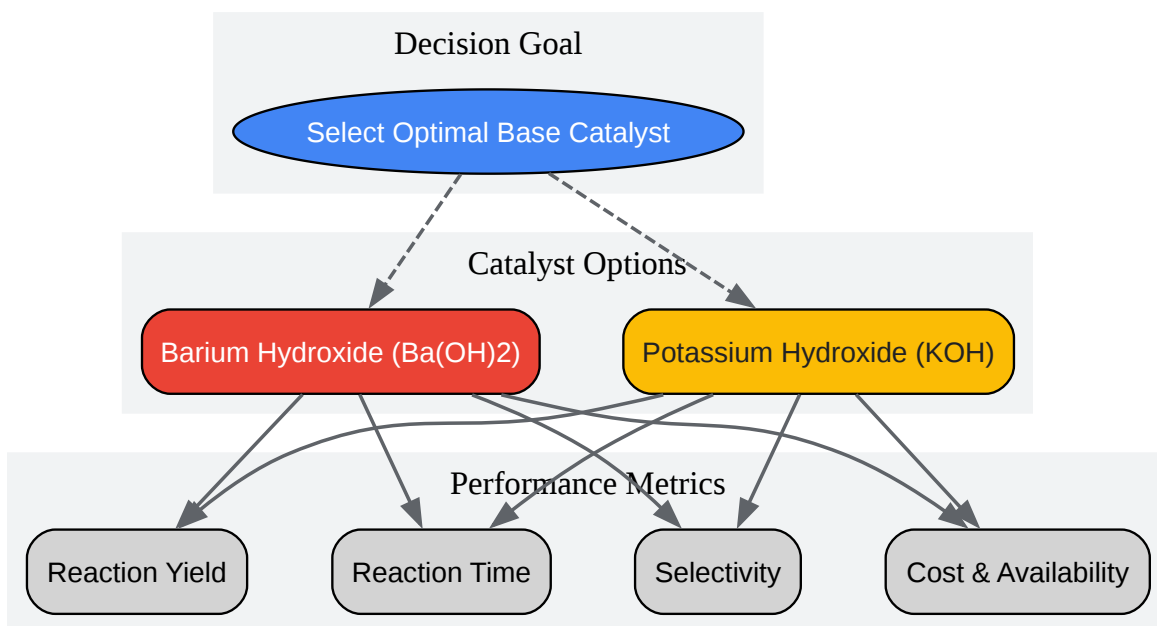 Decision Goal
Select Optimal Base Catalyst
Catalyst Options
Barium Hydroxide (Ba(OH)2)
Potassium Hydroxide (KOH)
Performance Metrics
Reaction Yield
Reaction Time
Selectivity
Cost & Availability